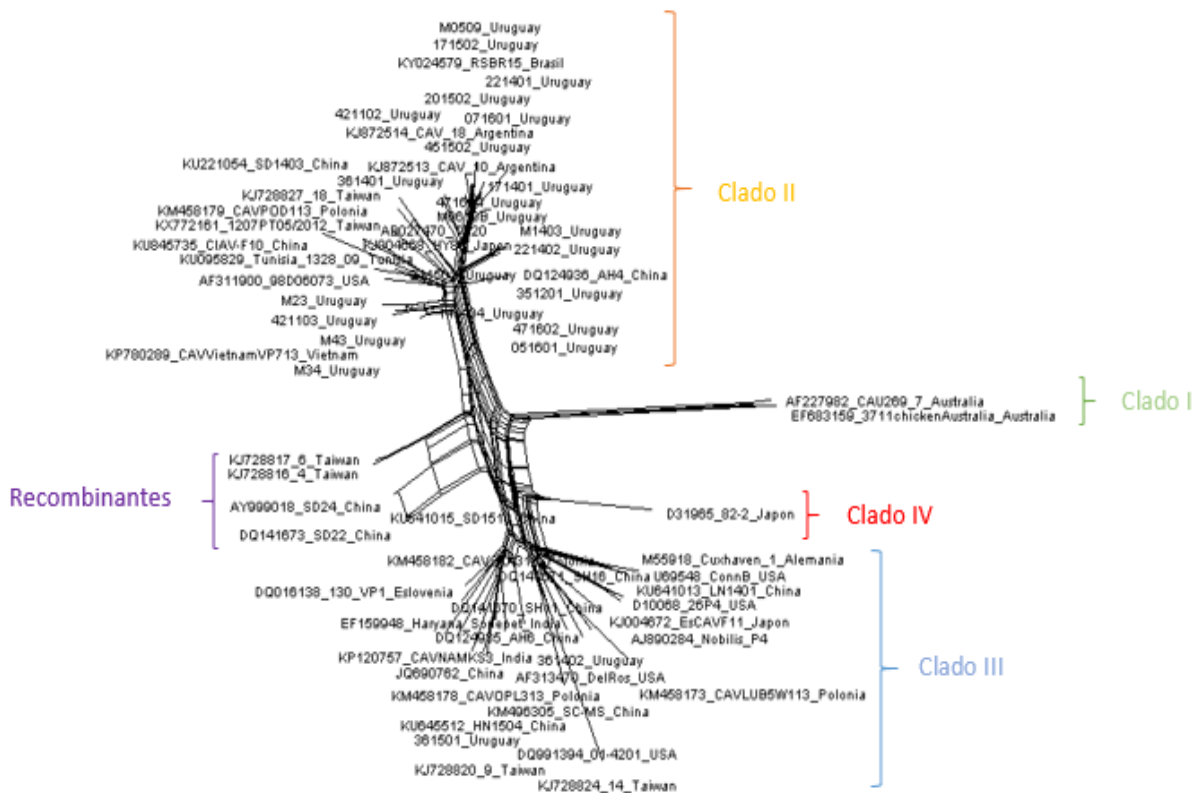 M0509_Uruguay
171502_Uruguay
KY024579_RSBR15_Brasil
221401_Uruguay
201502_Uruguay
421102_Uruguay
071601_Uruguay
KJ872514_CAV_18_Argentina
451502_Uruguay
KU221054_SD1403_China
KJ872513_CAV_10_Argentina
361401_Uruguay
171401_Uruguay
Clado II
KJ728827_18_Taiwan
KM458179_CAVPOD113_Polonia
KX772161_1207PT05/2012_Taiwan
M1403_Uruguay
KU845735_CIAV-F10_China
221402_Uruguay
KU095829_Tunisia_1328_09_Tunisia
AF311900_98D06073_USA
DQ124936_AH4_China
351201_Uruguay
M23_Uruguay
421103_Uruguay
471602_Uruguay
M43_Uruguay
051601_Uruguay
KP780289_CAVVietnamVP713_Vietnam
M34_Uruguay
AF227982_CAU269_7_Australia
EF683159_3711chickenAustralia_Australia
Clado I
KJ728817_6_Taiwan
KJ728816_4_Taiwan
Recombinantes
AY999018_SD24_China
DQ141673_SD22_China
D31965_82-2_Japon
Clado IV
M55918_Cuxhaven_1_Alemania
U69548_ConnB_USA
KU641013_LN1401_China
DQ016138_130_VP1_Eslovenia
D10068_26P4_USA
EF159948_Haryana_Sonepet_India
KJ004672_EsCAVF11_Japon
DQ124935_AH6_China
AJ890284_Nobilis_P4
KP120757_CAVNAMKS3_India
361402_Uruguay
Clado III
JQ690762_China
AF313470_DelRos_USA
KM458178_CAVOPL313_Polonia
KM458173_CAVLUB5W113_Polonia
KM496305_SC-MS_China
KU645512_HN1504_China
361501_Uruguay
DQ991394_01-4201_USA
KJ728820_9_Taiwan
KJ728824_14_Taiwan